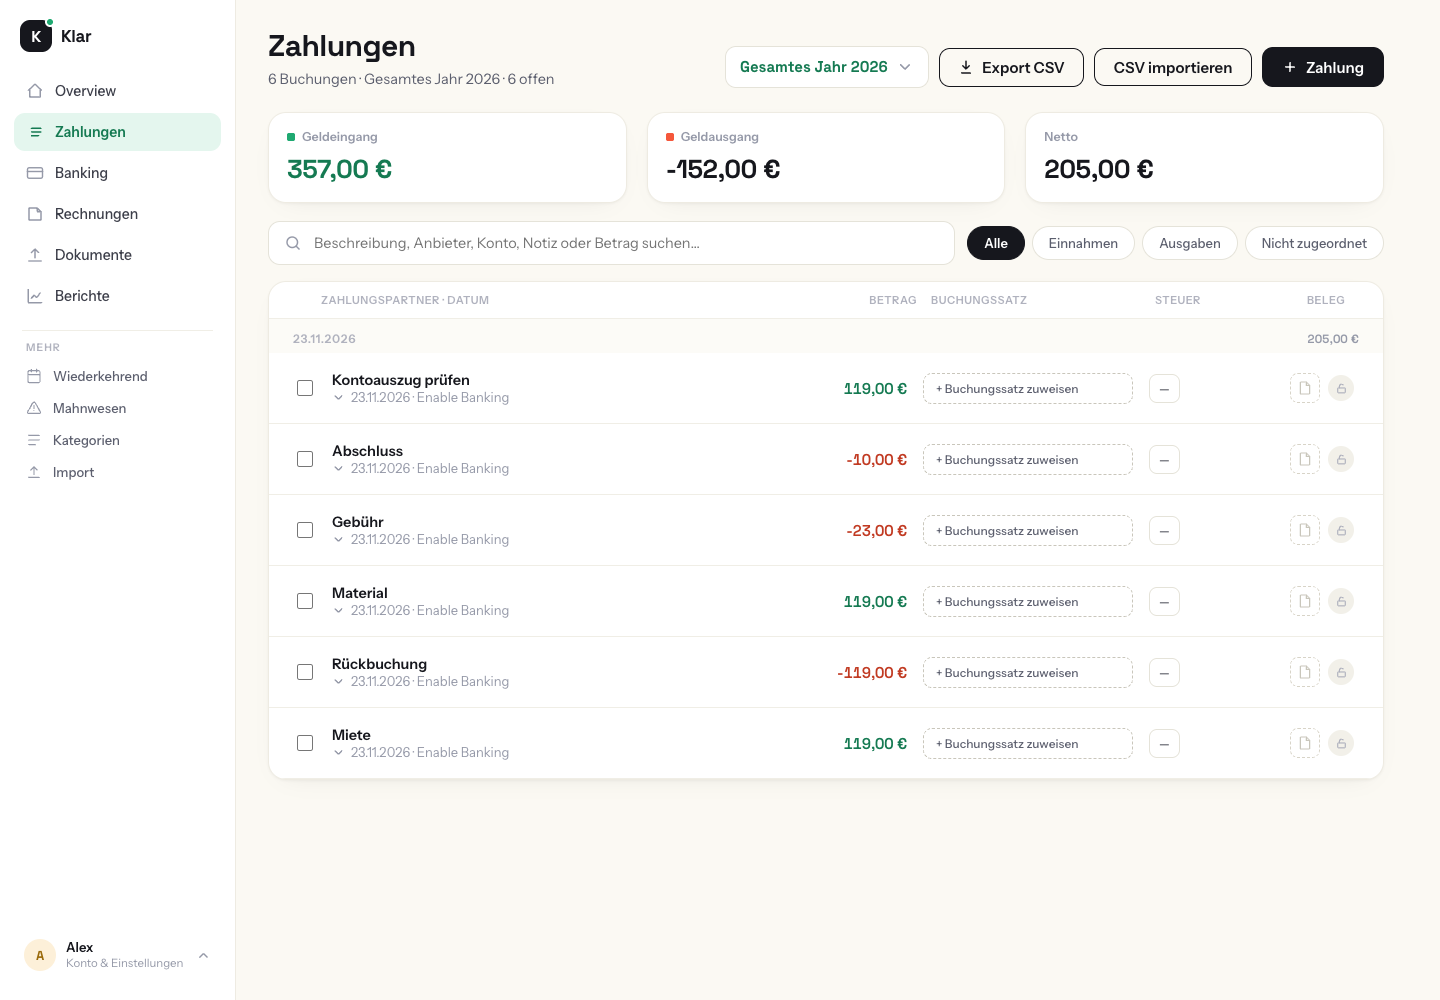 K Klar
Overview
Zahlungen
Banking
Rechnungen
Dokumente
Berichte
MEHR
Wiederkehrend
Mahnwesen
Kategorien
Import
A
Alex
Konto & Einstellungen
Zahlungen
6 Buchungen · Gesamtes Jahr 2026 · 6 offen
Gesamtes Jahr 2026
Export CSV
CSV importieren
+ Zahlung
Geldeingang
357,00 €
Geldausgang
-152,00 €
Netto
205,00 €
Beschreibung, Anbieter, Konto, Notiz oder Betrag suchen...
Alle
Einnahmen
Ausgaben
Nicht zugeordnet
ZAHLUNGSPARTNER · DATUM BETRAG BUCHUNGSSATZ STEUER BELEG
23.11.2026 205,00 €
Kontoauszug prüfen
23.11.2026 · Enable Banking
119,00 € + Buchungssatz zuweisen –
Abschluss
23.11.2026 · Enable Banking
-10,00 € + Buchungssatz zuweisen –
Gebühr
23.11.2026 · Enable Banking
-23,00 € + Buchungssatz zuweisen –
Material
23.11.2026 · Enable Banking
119,00 € + Buchungssatz zuweisen –
Rückbuchung
23.11.2026 · Enable Banking
-119,00 € + Buchungssatz zuweisen –
Miete
23.11.2026 · Enable Banking
119,00 € + Buchungssatz zuweisen –